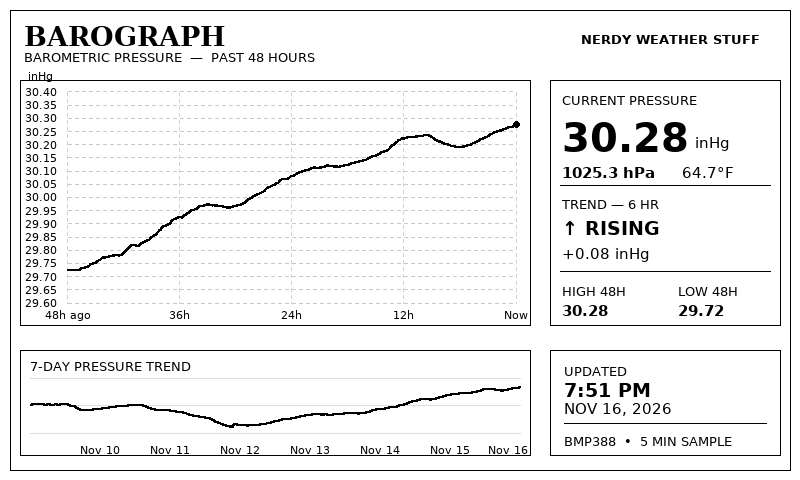 BAROGRAPH
BAROMETRIC PRESSURE — PAST 48 HOURS
NERDY WEATHER STUFF
inHg
30.40
30.35
30.30
30.25
30.20
30.15
30.10
30.05
30.00
29.95
29.90
29.85
29.80
29.75
29.70
29.65
29.60
48h ago 36h 24h 12h Now
CURRENT PRESSURE
30.28 inHg
1025.3 hPa 64.7°F
TREND — 6 HR
↑ RISING
+0.08 inHg
HIGH 48H LOW 48H
30.28 29.72
7-DAY PRESSURE TREND
Nov 10 Nov 11 Nov 12 Nov 13 Nov 14 Nov 15 Nov 16
UPDATED
7:51 PM
NOV 16, 2026
BMP388 • 5 MIN SAMPLE